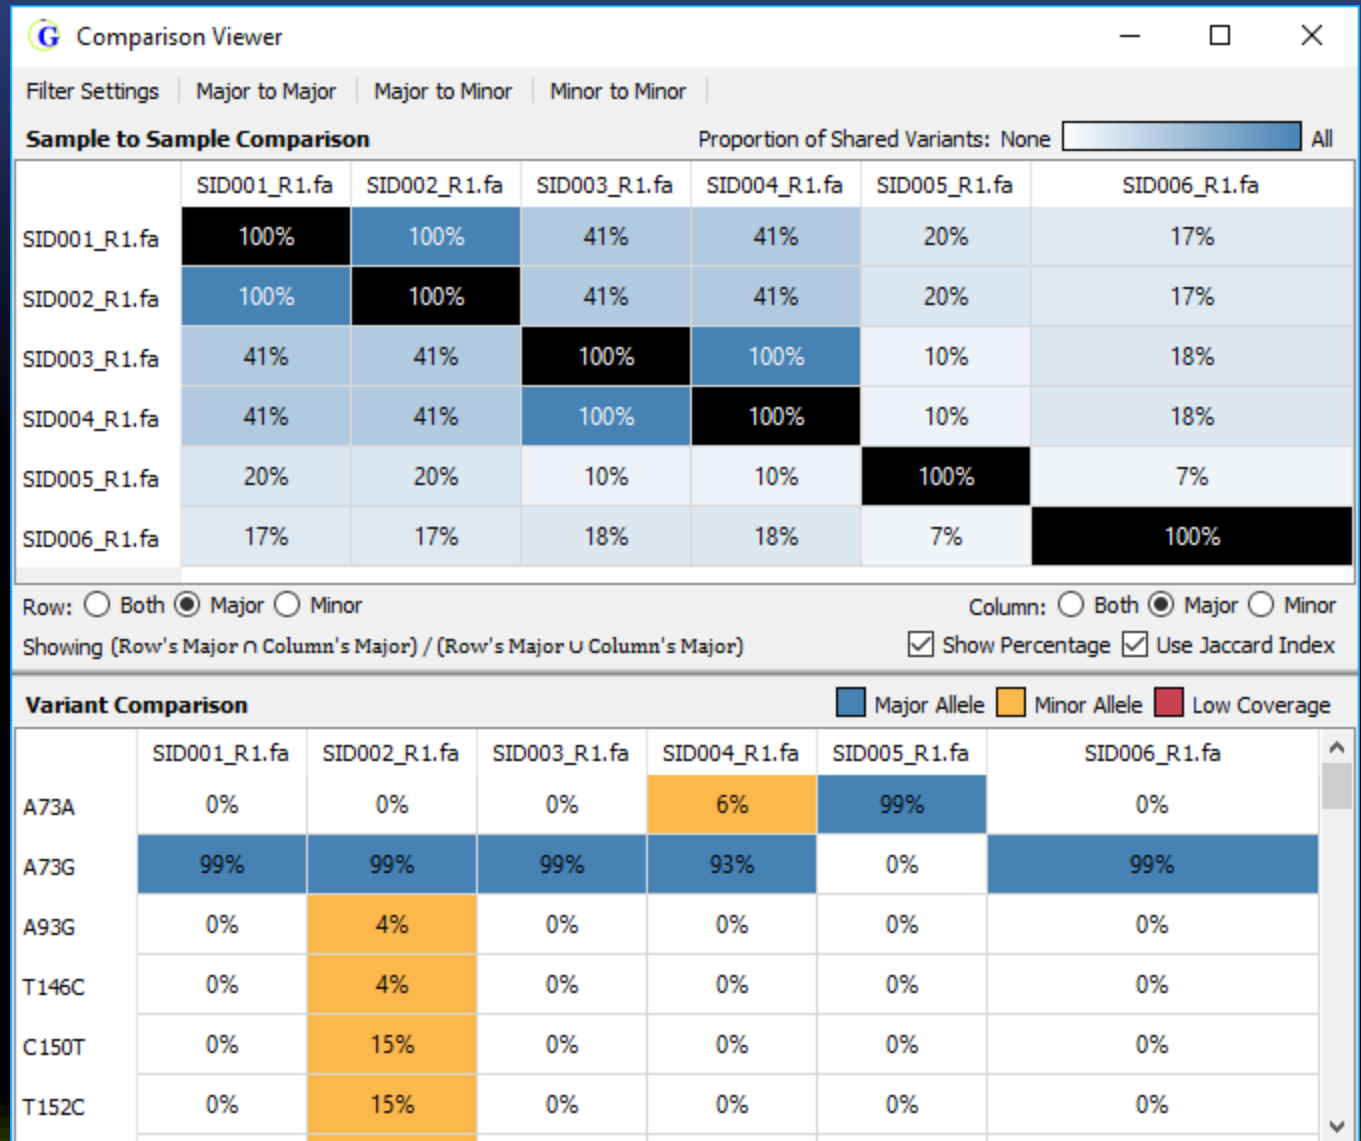 G Comparison Viewer
Filter Settings Major to Major Major to Minor Minor to Minor
Sample to Sample Comparison Proportion of Shared Variants: None All
SID001_R1.fa SID002_R1.fa SID003_R1.fa SID004_R1.fa SID005_R1.fa SID006_R1.fa
SID001_R1.fa 100% 100% 41% 41% 20% 17%
SID002_R1.fa 100% 100% 41% 41% 20% 17%
SID003_R1.fa 41% 41% 100% 100% 10% 18%
SID004_R1.fa 41% 41% 100% 100% 10% 18%
SID005_R1.fa 20% 20% 10% 10% 100% 7%
SID006_R1.fa 17% 17% 18% 18% 7% 100%
Row: Both Major Minor Column: Both Major Minor
Showing (Row's Major ∩ Column's Major) / (Row's Major ∪ Column's Major) Show Percentage Use Jaccard Index
Variant Comparison Major Allele Minor Allele Low Coverage
SID001_R1.fa SID002_R1.fa SID003_R1.fa SID004_R1.fa SID005_R1.fa SID006_R1.fa
A73A 0% 0% 0% 6% 99% 0%
A73G 99% 99% 99% 93% 0% 99%
A93G 0% 4% 0% 0% 0% 0%
T146C 0% 4% 0% 0% 0% 0%
C150T 0% 15% 0% 0% 0% 0%
T152C 0% 15% 0% 0% 0% 0%